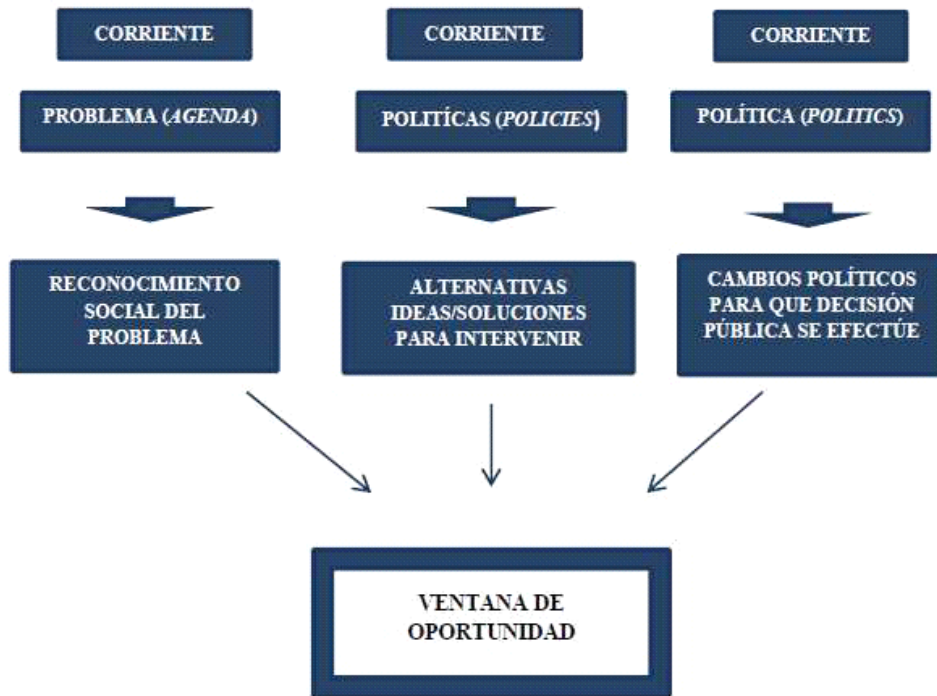 CORRIENTE
PROBLEMA (AGENDA)
RECONOCIMIENTO
SOCIAL DEL
PROBLEMA
CORRIENTE
POLITÍCAS (POLICIES)
ALTERNATIVAS
IDEAS/SOLUCIONES
PARA INTERVENIR
CORRIENTE
POLÍTICA (POLITICS)
CAMBIOS POLÍTICOS
PARA QUE DECISIÓN
PÚBLICA SE EFECTÚE
VENTANA DE
OPORTUNIDAD